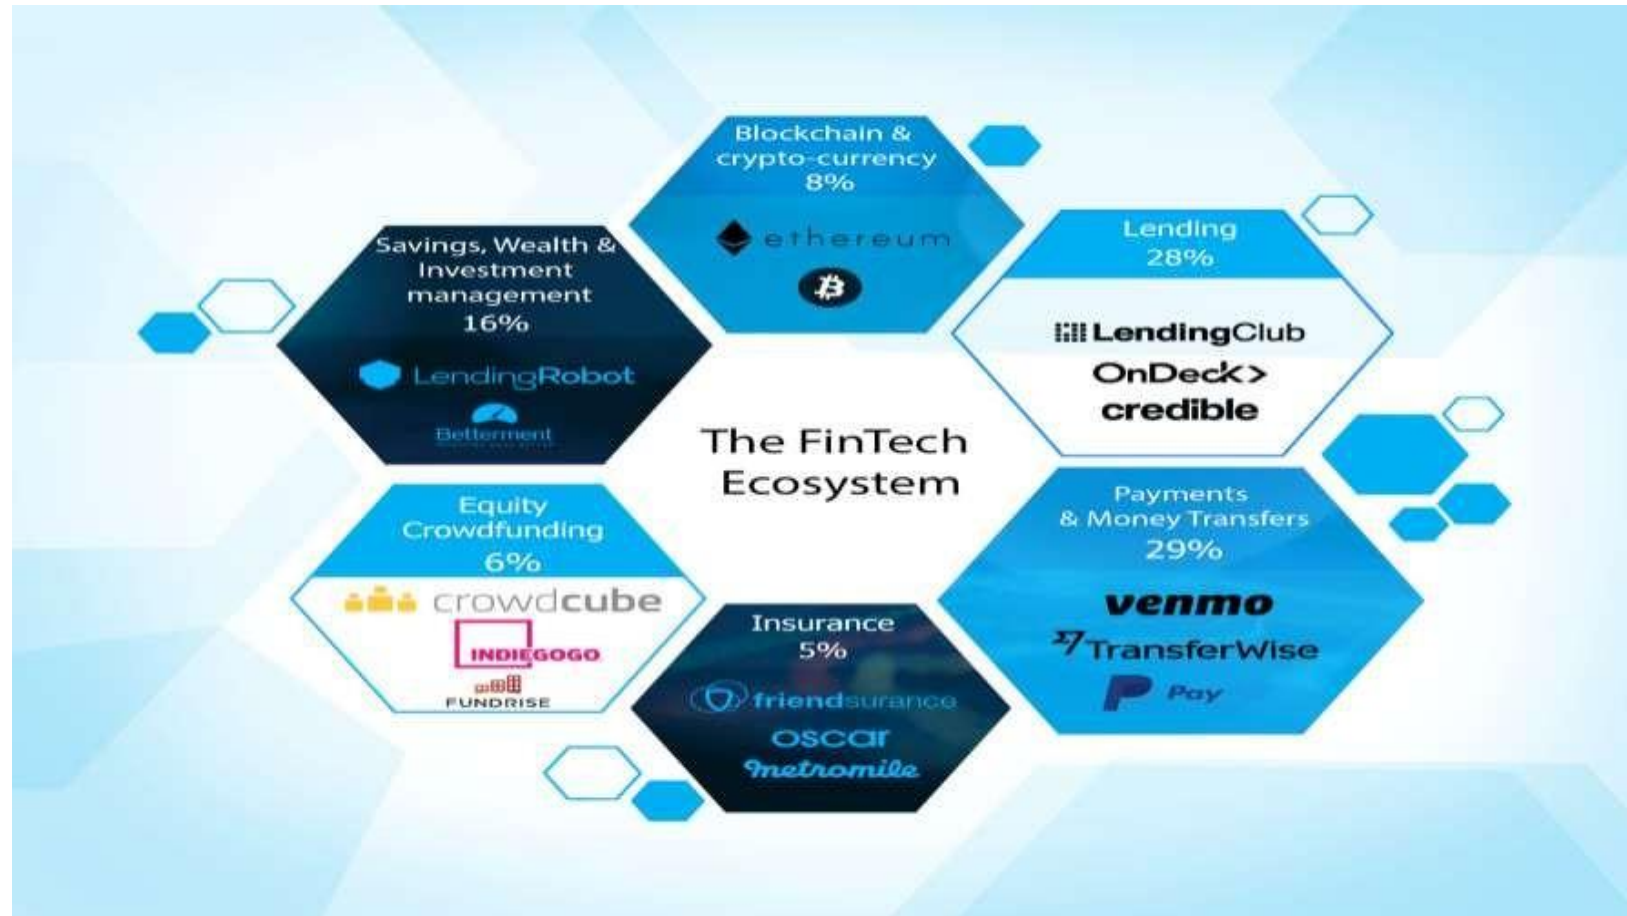 Blockchain &
crypto-currency
8%
ethereum
Lending
28%
LendingClub
OnDeck>
credible
Payments
& Money Transfers
29%
venmo
TransferWise
P Pay
Insurance
5%
friendsurance
oscar
metromile
Equity
Crowdfunding
6%
crowdcube
INDIEGOGO
FUNDRISE
Savings, Wealth &
Investment
management
16%
LendingRobot
Betterment
The FinTech
Ecosystem